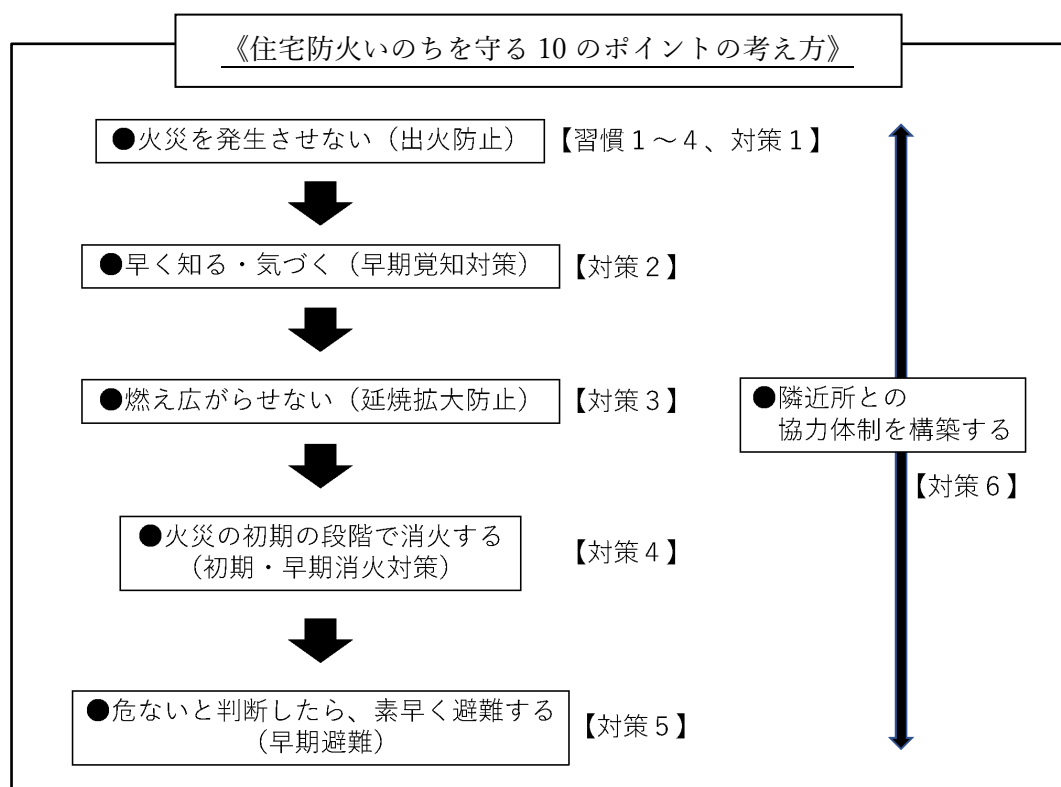 《住宅防火いのちを守る 10 のポイントの考え方》
●火災を発生させない（出火防止）
【習慣１～４、対策１】
●早く知る・気づく（早期覚知対策）
【対策２】
●燃え広がらせない（延焼拡大防止）
【対策３】
●隣近所との
協力体制を構築する
【対策６】
●火災の初期の段階で消火する
（初期・早期消火対策）
【対策４】
●危ないと判断したら、素早く避難する
（早期避難）
【対策５】